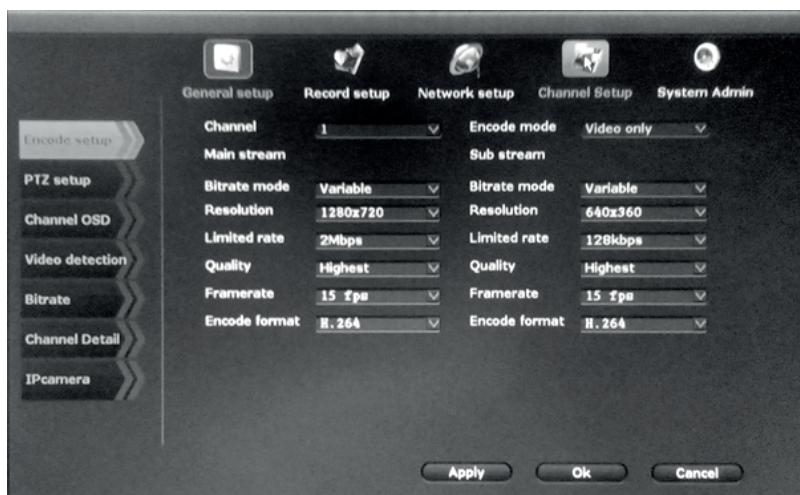 General setup Record setup Network setup Channel Setup System Admin
Encode setup
PTZ setup
Channel OSD
Video detection
Bitrate
Channel Detail
IPcamera
Channel 1 Encode mode Video only
Main stream Sub stream
Bitrate mode Variable Bitrate mode Variable
Resolution 1280x720 Resolution 640x360
Limited rate 2Mbps Limited rate 128kbps
Quality Highest Quality Highest
Framerate 15 fps Framerate 15 fps
Encode format H.264 Encode format H.264
Apply Ok Cancel